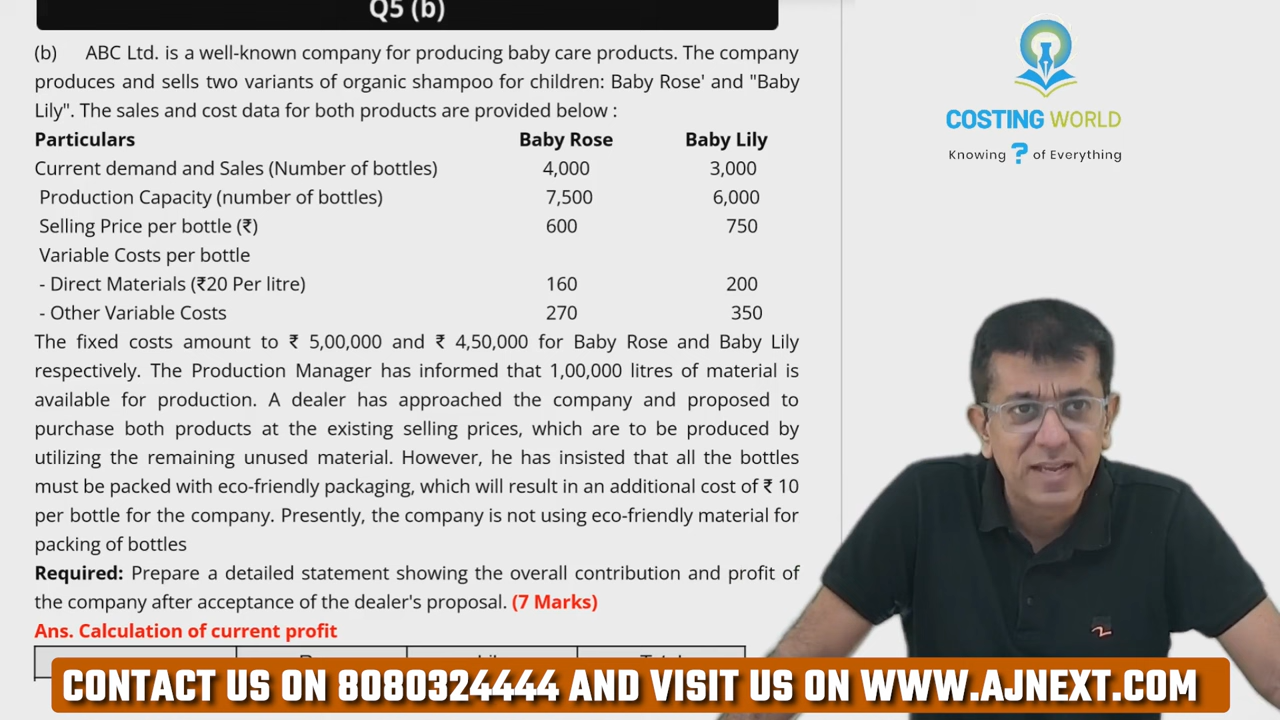 Q5 (b)
(b) ABC Ltd. is a well-known company for producing baby care products. The company
produces and sells two variants of organic shampoo for children: Baby Rose' and "Baby
Lily". The sales and cost data for both products are provided below :
Particulars Baby Rose Baby Lily
Current demand and Sales (Number of bottles) 4,000 3,000
Production Capacity (number of bottles) 7,500 6,000
Selling Price per bottle (₹) 600 750
Variable Costs per bottle
- Direct Materials (₹20 Per litre) 160 200
- Other Variable Costs 270 350
The fixed costs amount to ₹ 5,00,000 and ₹ 4,50,000 for Baby Rose and Baby Lily
respectively. The Production Manager has informed that 1,00,000 litres of material is
available for production. A dealer has approached the company and proposed to
purchase both products at the existing selling prices, which are to be produced by
utilizing the remaining unused material. However, he has insisted that all the bottles
must be packed with eco-friendly packaging, which will result in an additional cost of ₹ 10
per bottle for the company. Presently, the company is not using eco-friendly material for
packing of bottles
Required: Prepare a detailed statement showing the overall contribution and profit of
the company after acceptance of the dealer's proposal. (7 Marks)
Ans. Calculation of current profit
COSTING WORLD
Knowing ? of Everything
CONTACT US ON 8080324444 AND VISIT US ON WWW.AJNEXT.COM